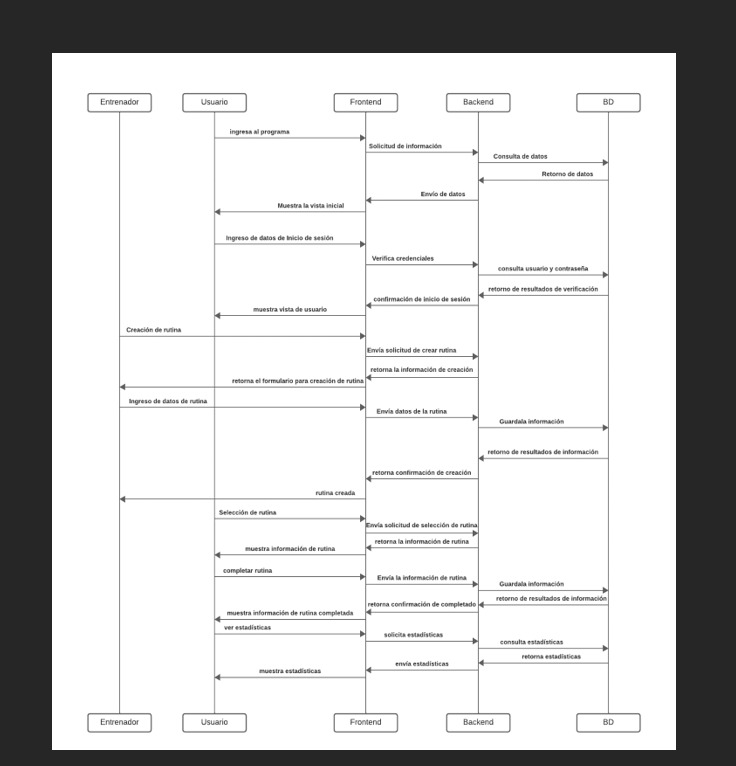 Entrenador Usuario Frontend Backend BD
ingresa al programa
Solicitud de información
Consulta de datos
Retorno de datos
Envío de datos
Muestra la vista inicial
Ingreso de datos de Inicio de sesión
Verifica credenciales
consulta usuario y contraseña
retorno de resultados de verificación
confirmación de inicio de sesión
muestra vista de usuario
Creación de rutina
Envía solicitud de crear rutina
retorna la información de creación
retorna el formulario para creación de rutina
Ingreso de datos de rutina
Envía datos de la rutina
Guardala información
retorno de resultados de información
retorna confirmación de creación
rutina creada
Selección de rutina
Envía solicitud de selección de rutina
retorna la información de rutina
muestra información de rutina
completar rutina
Envía la información de rutina
Guardala información
retorno de resultados de información
retorna confirmación de completado
muestra información de rutina completada
ver estadísticas
solicita estadísticas
consulta estadísticas
retorna estadísticas
envía estadísticas
muestra estadísticas
Entrenador Usuario Frontend Backend BD